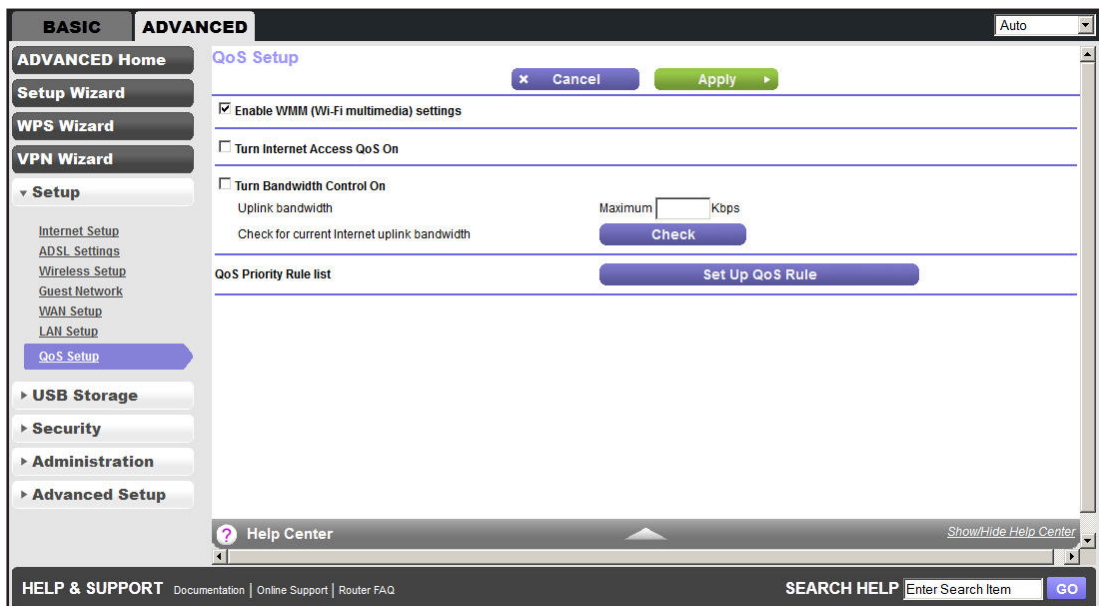 BASIC ADVANCED Auto
ADVANCED Home
Setup Wizard
WPS Wizard
VPN Wizard
Setup
Internet Setup
ADSL Settings
Wireless Setup
Guest Network
WAN Setup
LAN Setup
QoS Setup
USB Storage
Security
Administration
Advanced Setup
QoS Setup
× Cancel Apply
Enable WMM (Wi-Fi multimedia) settings
Turn Internet Access QoS On
Turn Bandwidth Control On
Uplink bandwidth Maximum Kbps
Check for current Internet uplink bandwidth Check
QoS Priority Rule list Set Up QoS Rule
? Help Center Show/Hide Help Center
HELP & SUPPORT Documentation | Online Support | Router FAQ SEARCH HELP Enter Search Item GO